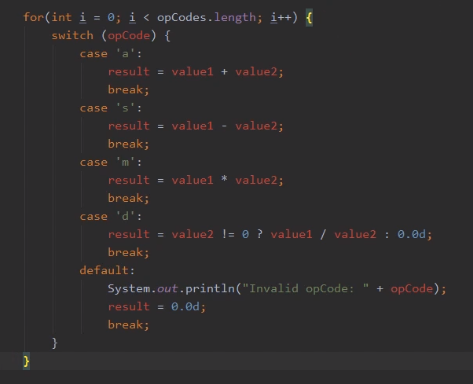 for(int i = 0; i < opCodes.length; i++) {
    switch (opCode) {
        case 'a':
            result = value1 + value2;
            break;
        case 's':
            result = value1 - value2;
            break;
        case 'm':
            result = value1 * value2;
            break;
        case 'd':
            result = value2 != 0 ? value1 / value2 : 0.0d;
            break;
        default:
            System.out.println("Invalid opCode: " + opCode);
            result = 0.0d;
            break;
    }
}